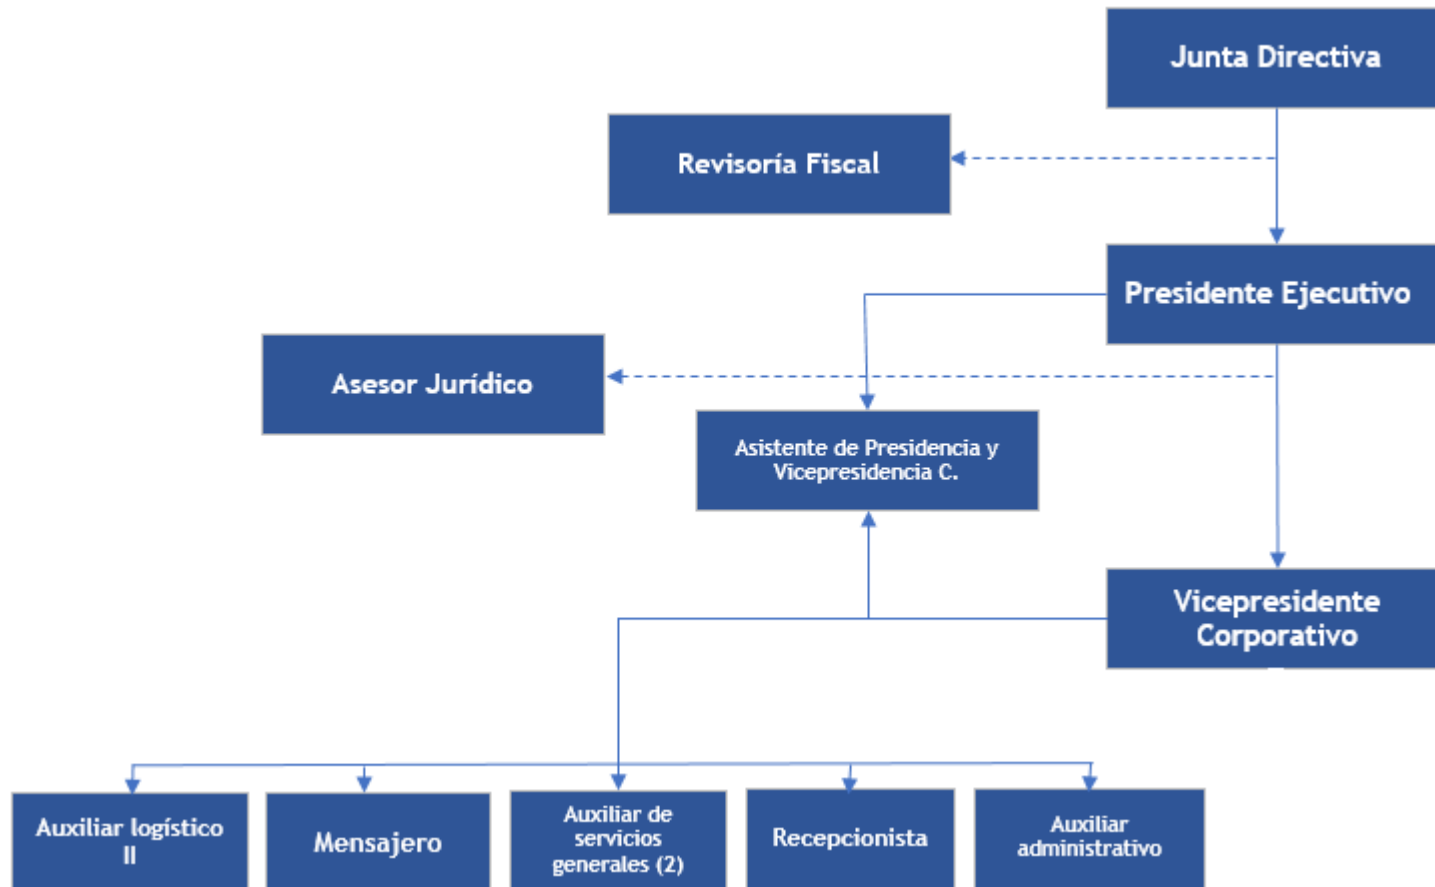 Junta Directiva
Revisoría Fiscal
Presidente Ejecutivo
Asesor Jurídico
Asistente de Presidencia y
Vicepresidencia C.
Vicepresidente
Corporativo
Auxiliar logístico
II
Mensajero
Auxiliar de
servicios
generales (2)
Recepcionista
Auxiliar
administrativo